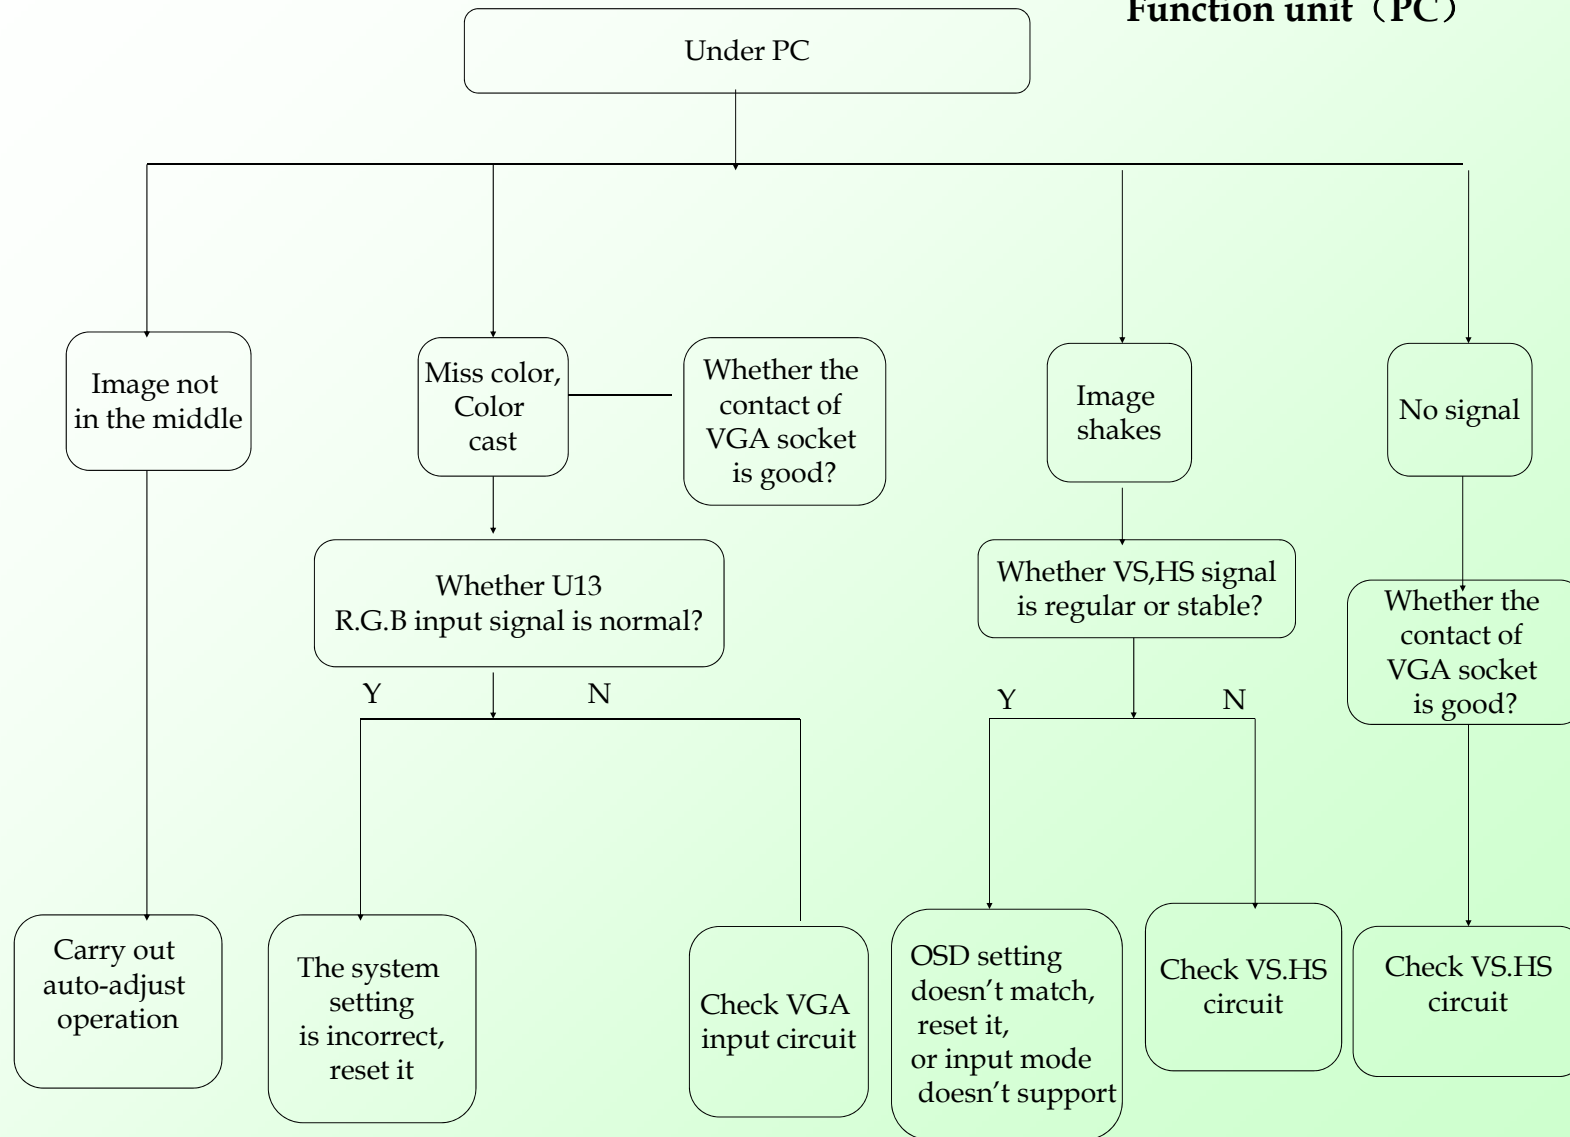 Function unit（PC）
Under PC
Image not
in the middle
Miss color,
Color
cast
Whether the
contact of
VGA socket
is good?
Image
shakes
No signal
Whether U13
R.G.B input signal is normal?
Whether VS,HS signal
is regular or stable?
Whether the
contact of
VGA socket
is good?
Y
N
Y
N
Carry out
auto-adjust
operation
The system
setting
is incorrect,
reset it
Check VGA
input circuit
OSD setting
doesn’t match,
reset it,
or input mode
doesn’t support
Check VS.HS
circuit
Check VS.HS
circuit